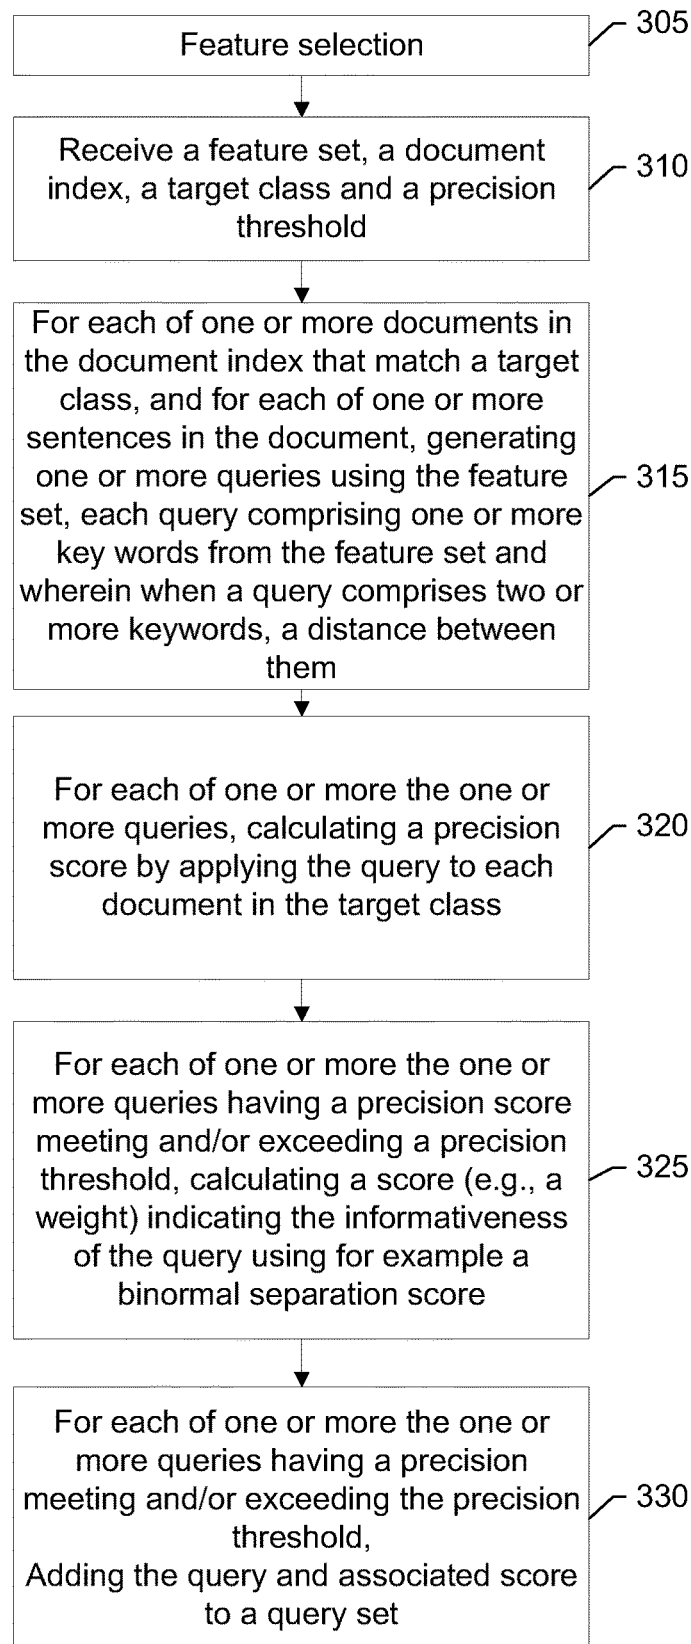 Feature selection
305
Receive a feature set, a document
index, a target class and a precision
threshold
310
For each of one or more documents in
the document index that match a target
class, and for each of one or more
sentences in the document, generating
one or more queries using the feature
set, each query comprising one or more
key words from the feature set and
wherein when a query comprises two or
more keywords, a distance between
them
315
For each of one or more the one or
more queries, calculating a precision
score by applying the query to each
document in the target class
320
For each of one or more the one or
more queries having a precision score
meeting and/or exceeding a precision
threshold, calculating a score (e.g., a
weight) indicating the informativeness
of the query using for example a
binormal separation score
325
For each of one or more the one or
more queries having a precision
meeting and/or exceeding the precision
threshold,
Adding the query and associated score
to a query set
330